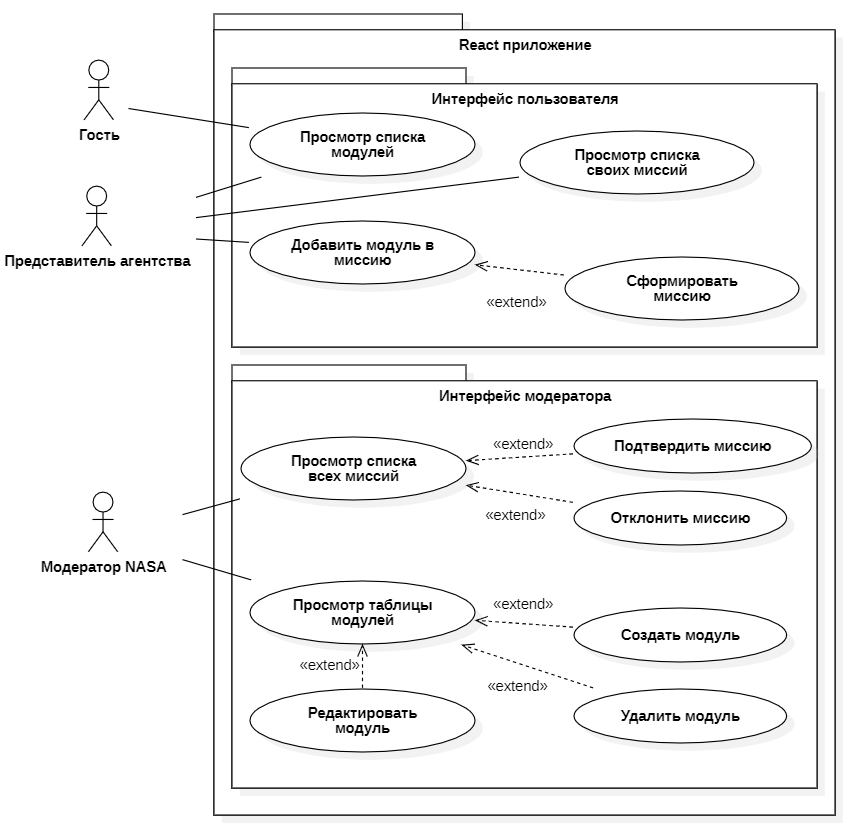 React приложение
Интерфейс пользователя
Гость
Просмотр списка
модулей
Просмотр списка
своих миссий
Представитель агентства
Добавить модуль в
миссию
Сформировать
миссию
«extend»
Интерфейс модератора
Просмотр списка
всех миссий
«extend»
Подтвердить миссию
«extend»
Отклонить миссию
Модератор NASA
Просмотр таблицы
модулей
«extend»
Создать модуль
«extend»
«extend»
Редактировать
модуль
Удалить модуль